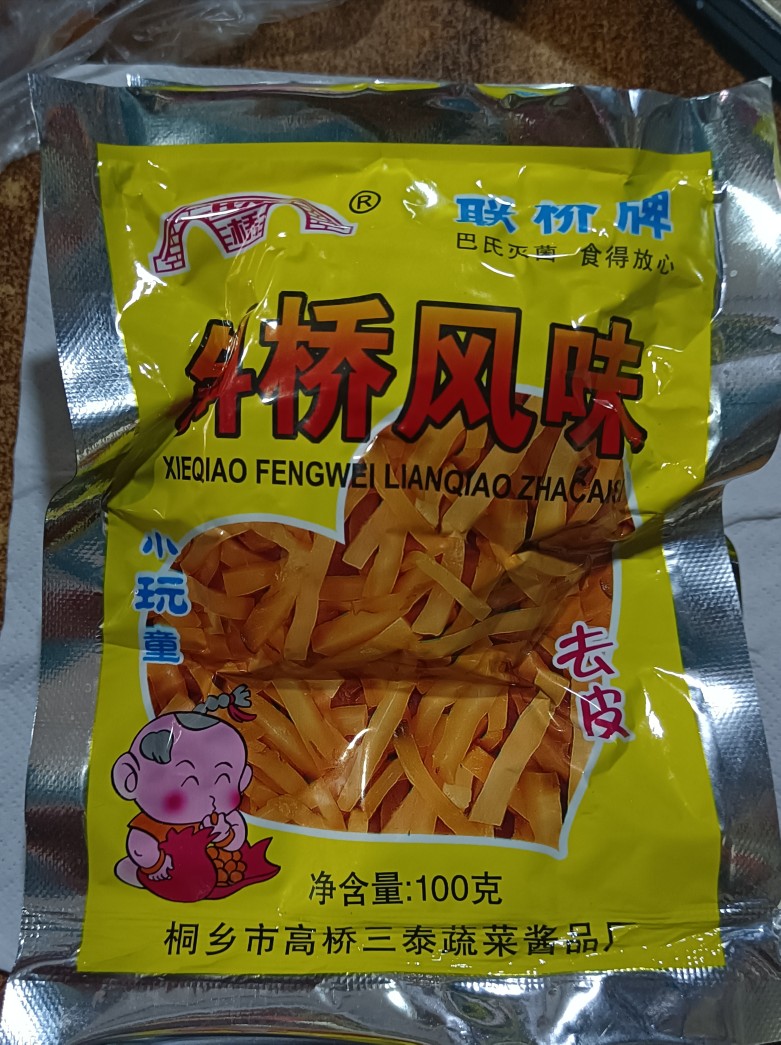 桥
®
联桥牌
巴氏灭菌 食得放心
斜桥风味
XIEQIAO FENGWEI LIANQIAO ZHACAISI
小玩童
去皮
净含量:100克
桐乡市高桥三泰蔬菜酱品厂